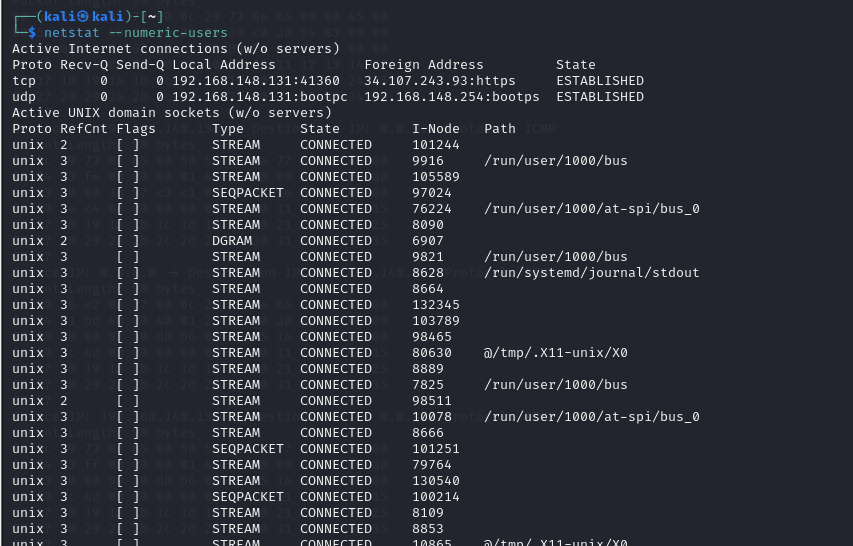 ┌──(kali㉿kali)-[~]
└─$ netstat --numeric-users
Active Internet connections (w/o servers)
Proto Recv-Q Send-Q Local Address           Foreign Address         State
tcp        0      0 192.168.148.131:41360   34.107.243.93:https     ESTABLISHED
udp        0      0 192.168.148.131:bootpc  192.168.148.254:bootps  ESTABLISHED
Active UNIX domain sockets (w/o servers)
Proto RefCnt Flags       Type       State         I-Node   Path
unix  2      [ ]         STREAM     CONNECTED     101244
unix  3      [ ]         STREAM     CONNECTED     9916     /run/user/1000/bus
unix  3      [ ]         STREAM     CONNECTED     105589
unix  3      [ ]         SEQPACKET  CONNECTED     97024
unix  3      [ ]         STREAM     CONNECTED     76224    /run/user/1000/at-spi/bus_0
unix  3      [ ]         STREAM     CONNECTED     8090
unix  2      [ ]         DGRAM      CONNECTED     6907
unix  3      [ ]         STREAM     CONNECTED     9821     /run/user/1000/bus
unix  3      [ ]         STREAM     CONNECTED     8628     /run/systemd/journal/stdout
unix  3      [ ]         STREAM     CONNECTED     8664
unix  3      [ ]         STREAM     CONNECTED     132345
unix  3      [ ]         STREAM     CONNECTED     103789
unix  3      [ ]         STREAM     CONNECTED     98465
unix  3      [ ]         STREAM     CONNECTED     80630    @/tmp/.X11-unix/X0
unix  3      [ ]         STREAM     CONNECTED     8889
unix  3      [ ]         STREAM     CONNECTED     7825     /run/user/1000/bus
unix  2      [ ]         STREAM     CONNECTED     98511
unix  3      [ ]         STREAM     CONNECTED     10078    /run/user/1000/at-spi/bus_0
unix  3      [ ]         STREAM     CONNECTED     8666
unix  3      [ ]         SEQPACKET  CONNECTED     101251
unix  3      [ ]         STREAM     CONNECTED     79764
unix  3      [ ]         STREAM     CONNECTED     130540
unix  3      [ ]         SEQPACKET  CONNECTED     100214
unix  3      [ ]         STREAM     CONNECTED     8109
unix  3      [ ]         STREAM     CONNECTED     8853
unix  3      [ ]         STREAM     CONNECTED     10865    @/tmp/.X11-unix/X0